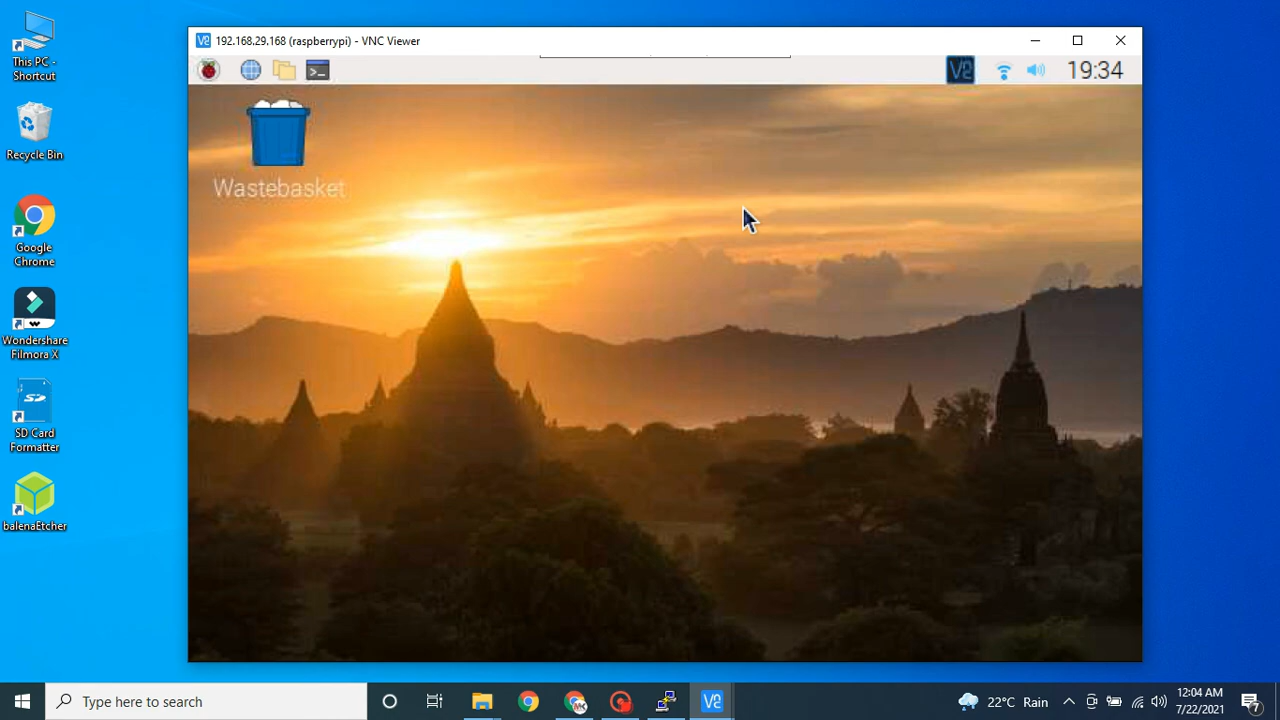 This PC -
Shortcut
Recycle Bin
Google
Chrome
Wondershare
Filmora X
SD Card
Formatter
balenaEtcher
192.168.29.168 (raspberrypi) - VNC Viewer
19:34
Wastebasket
Type here to search
22°C Rain
12:04 AM
7/22/2021
7